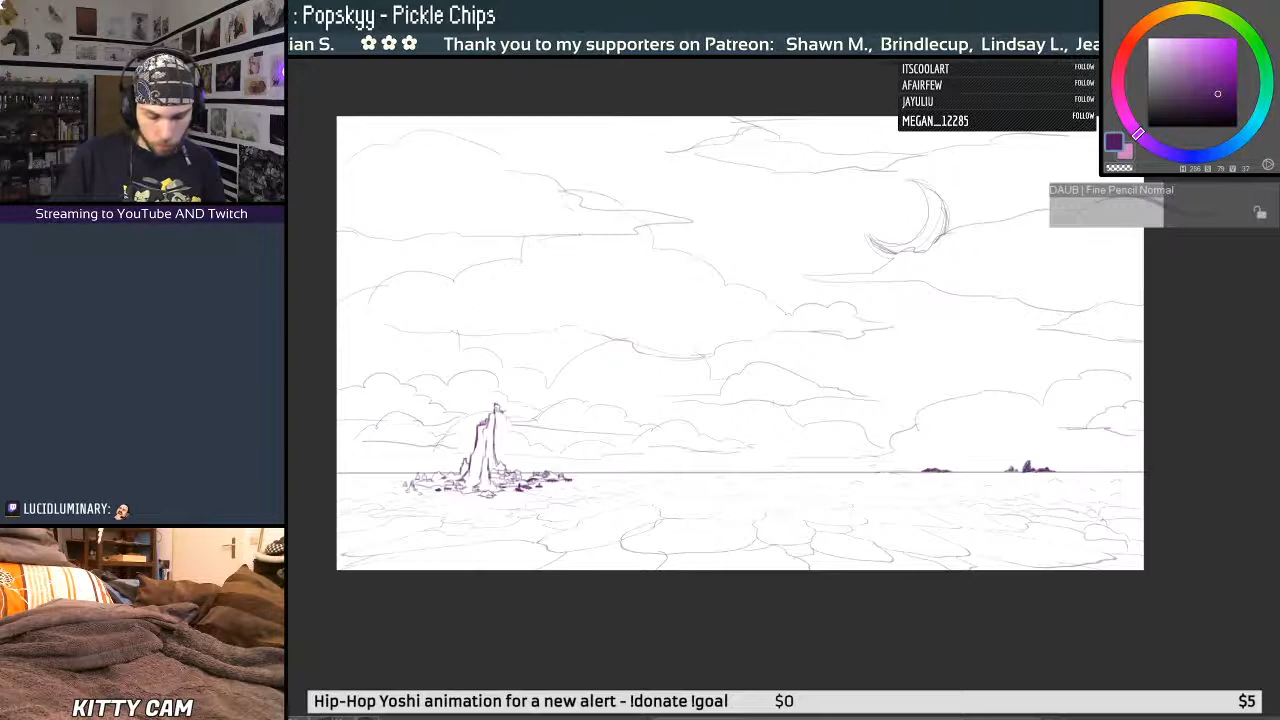 : Popskyy - Pickle Chips
ian S. ✿ ✿ ✿ Thank you to my supporters on Patreon: Shawn M., Brindlecup, Lindsay L., Jea
ITSCOOLART FOLLOW
AFAIRFEW FOLLOW
JAYULIU FOLLOW
MEGAN_12285 FOLLOW
DAUB | Fine Pencil Normal
Streaming to YouTube AND Twitch
LUCIDLUMINARY:
KITTY CAM
Hip-Hop Yoshi animation for a new alert - !donate !goal $0 $5